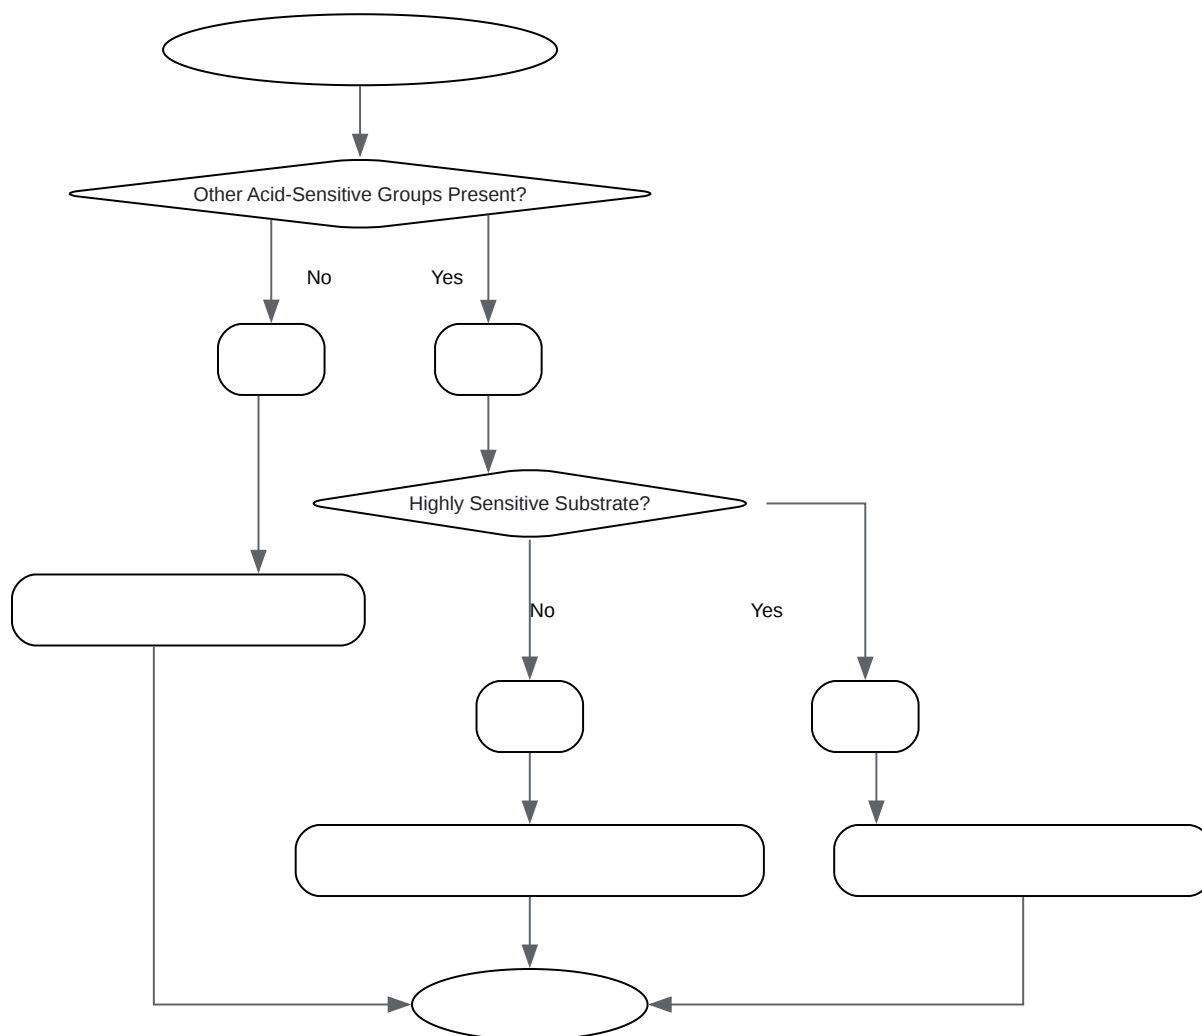 Other Acid-Sensitive Groups Present?
No
Yes
Highly Sensitive Substrate?
No
Yes